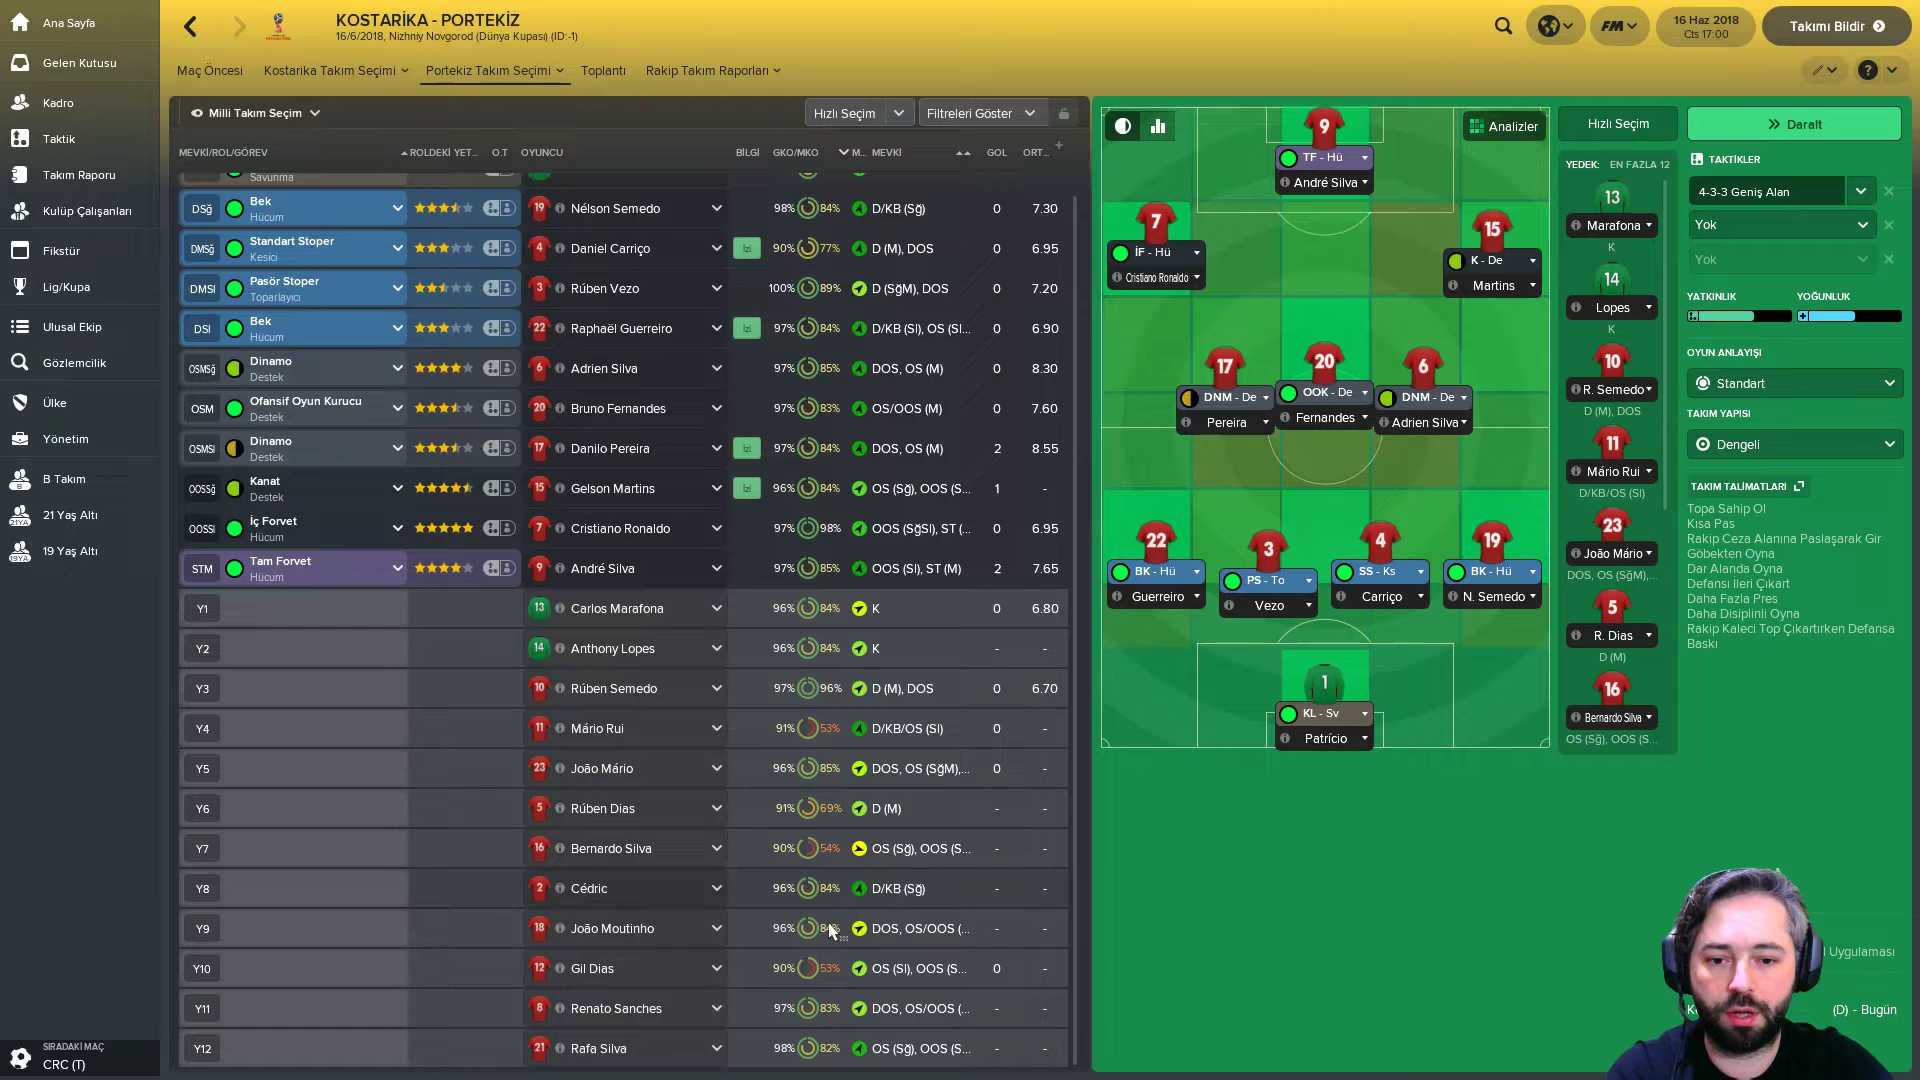 Ana Sayfa
Gelen Kutusu
Kadro
Taktik
Takım Raporu
Kulüp Çalışanları
Fikstür
Lig/Kupa
Ulusal Ekip
Gözlemcilik
Ülke
Yönetim
B Takım
21 Yaş Altı
19 Yaş Altı
SIRADAKİ MAÇ
CRC (T)
KOSTARİKA - PORTEKİZ
16/6/2018, Nizhniy Novgorod (Dünya Kupası) (ID:-1)
FM
16 Haz 2018
Cts 17:00
Takımı Bildir
Maç Öncesi
Kostarika Takım Seçimi
Portekiz Takım Seçimi
Toplantı
Rakip Takım Raporları
Milli Takım Seçim
Hızlı Seçim
Filtreleri Göster
MEVKİ/ROL/GÖREV ROLDEKİ YET... O.T OYUNCU BİLGİ GKO/MKO M... MEVKİ GOL ORT...
Savunma
DSğ Bek Hücum 19 Nélson Semedo 98% 84% D/KB (Sğ) 0 7.30
DMSğ Standart Stoper Kesici 4 Daniel Carriço İzl 90% 77% D (M), DOS 0 6.95
DMSl Pasör Stoper Toparlayıcı 3 Rúben Vezo 100% 89% D (SğM), DOS 0 7.20
DSl Bek Hücum 22 Raphaël Guerreiro İzl 97% 84% D/KB (Sl), OS (Sl... 0 6.90
OSMSğ Dinamo Destek 6 Adrien Silva 97% 85% DOS, OS (M) 0 8.30
OSM Ofansif Oyun Kurucu Destek 20 Bruno Fernandes 97% 83% OS/OOS (M) 0 7.60
OSMSl Dinamo Destek 17 Danilo Pereira İzl 97% 84% DOS, OS (M) 2 8.55
OOSSğ Kanat Destek 15 Gelson Martins İzl 96% 84% OS (Sğ), OOS (S... 1 -
OOSSl İç Forvet Hücum 7 Cristiano Ronaldo 97% 98% OOS (SğSl), ST (... 0 6.95
STM Tam Forvet Hücum 9 André Silva 97% 85% OOS (Sl), ST (M) 2 7.65
Y1 13 Carlos Marafona 96% 84% K 0 6.80
Y2 14 Anthony Lopes 96% 84% K - -
Y3 10 Rúben Semedo 97% 96% D (M), DOS 0 6.70
Y4 11 Mário Rui 91% 53% D/KB/OS (Sl) 0 -
Y5 23 João Mário 96% 85% DOS, OS (SğM),... 0 -
Y6 5 Rúben Dias 91% 69% D (M) - -
Y7 16 Bernardo Silva 90% 54% OS (Sğ), OOS (S... - -
Y8 2 Cédric 96% 84% D/KB (Sğ) - -
Y9 18 João Moutinho 96% 84% DOS, OS/OOS (... - -
Y10 12 Gil Dias 90% 53% OS (Sl), OOS (S... 0 -
Y11 8 Renato Sanches 97% 83% DOS, OS/OOS (... - -
Y12 21 Rafa Silva 98% 82% OS (Sğ), OOS (S... - -
Analizler
9
TF - Hü
André Silva
7
İF - Hü
Cristiano Ronaldo
15
K - De
Martins
17
DNM - De
Pereira
20
OOK - De
Fernandes
6
DNM - De
Adrien Silva
22
BK - Hü
Guerreiro
3
PS - To
Vezo
4
SS - Ks
Carriço
19
BK - Hü
N. Semedo
1
KL - Sv
Patrício
Hızlı Seçim
YEDEK: EN FAZLA 12
13
Marafona
K
14
Lopes
K
10
R. Semedo
D (M), DOS
11
Mário Rui
D/KB/OS (Sl)
23
João Mário
DOS, OS (SğM),...
5
R. Dias
D (M)
16
Bernardo Silva
OS (Sğ), OOS (S...
Daralt
TAKTİKLER
4-3-3 Geniş Alan
Yok
Yok
YATKINLIK YOĞUNLUK
OYUN ANLAYIŞI
Standart
TAKIM YAPISI
Dengeli
TAKIM TALİMATLARI
Topa Sahip Ol
Kısa Pas
Rakip Ceza Alanına Paslaşarak Gir
Göbekten Oyna
Dar Alanda Oyna
Defansı İleri Çıkart
Daha Fazla Pres
Daha Disiplinli Oyna
Rakip Kaleci Top Çıkartırken Defansa
Baskı
Uygulaması
(D) - Bugün